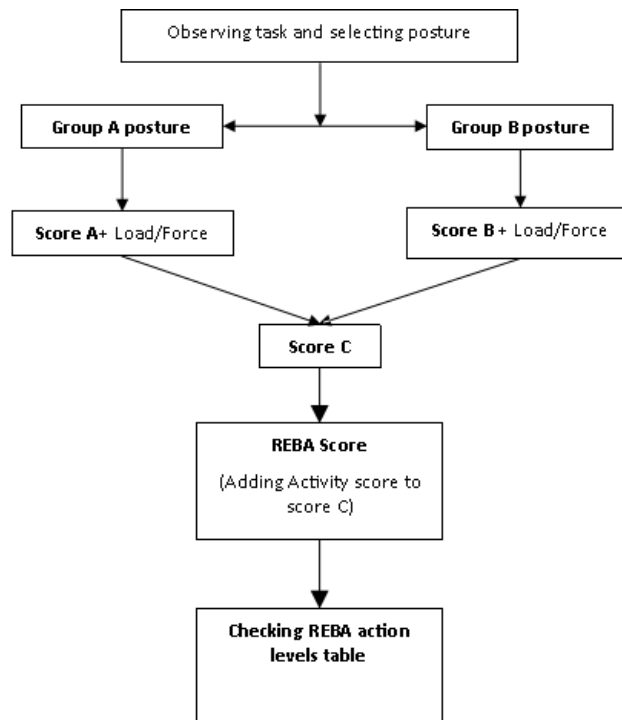 Observing task and selecting posture
Group A posture
Group B posture
Score A+ Load/Force
Score B + Load/Force
Score C
REBA Score
(Adding Activity score to
score C)
Checking REBA action
levels table